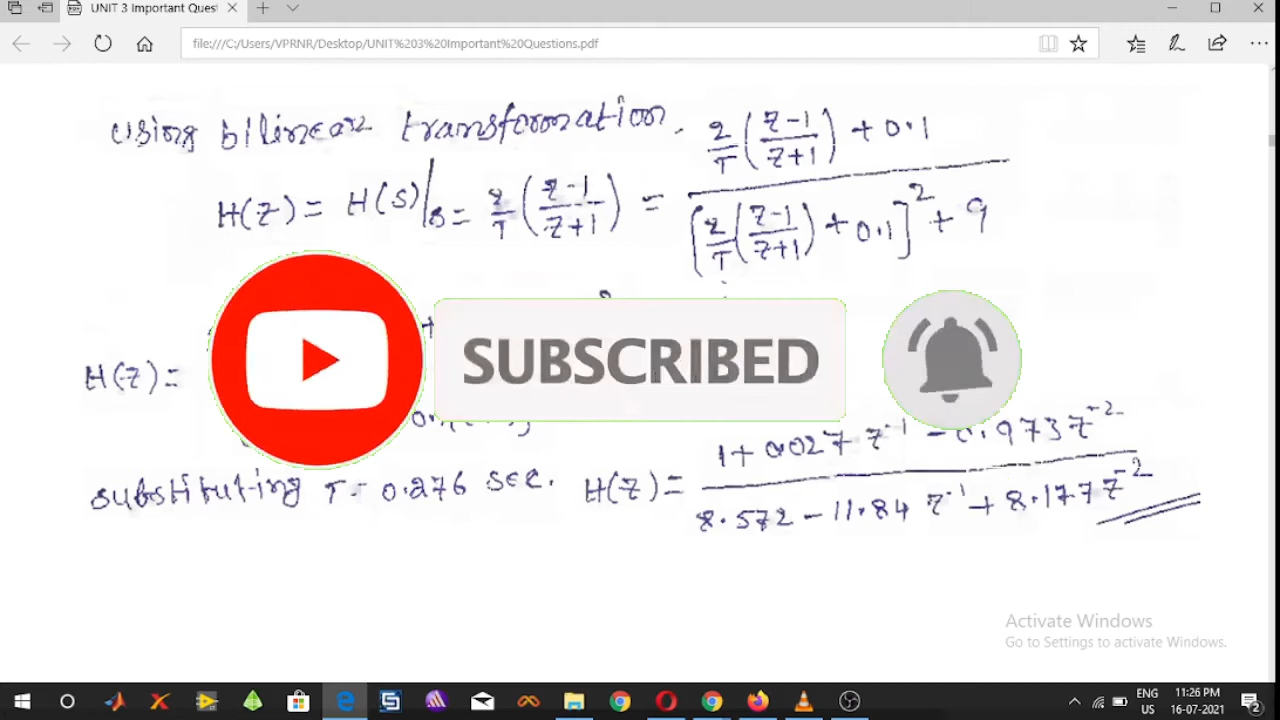 UNIT 3 Important Quest
file:///C:/Users/VPRNR/Desktop/UNIT%203%20Important%20Questions.pdf
using bilinear transformation.
H(z) = H(s)|s = 2/T (z-1/z+1) = 2/T (z-1/z+1) + 0.1 / [2/T (z-1/z+1) + 0.1]² + 9
H(z) =
SUBSCRIBED
substituting T = 0.276 sec. H(z) = 1 + 0.027 z⁻¹ - 0.973 z⁻² / 8.572 - 11.84 z⁻¹ + 8.177 z⁻²
Activate Windows
Go to Settings to activate Windows.
ENG 11:26 PM
US 16-07-2021
2